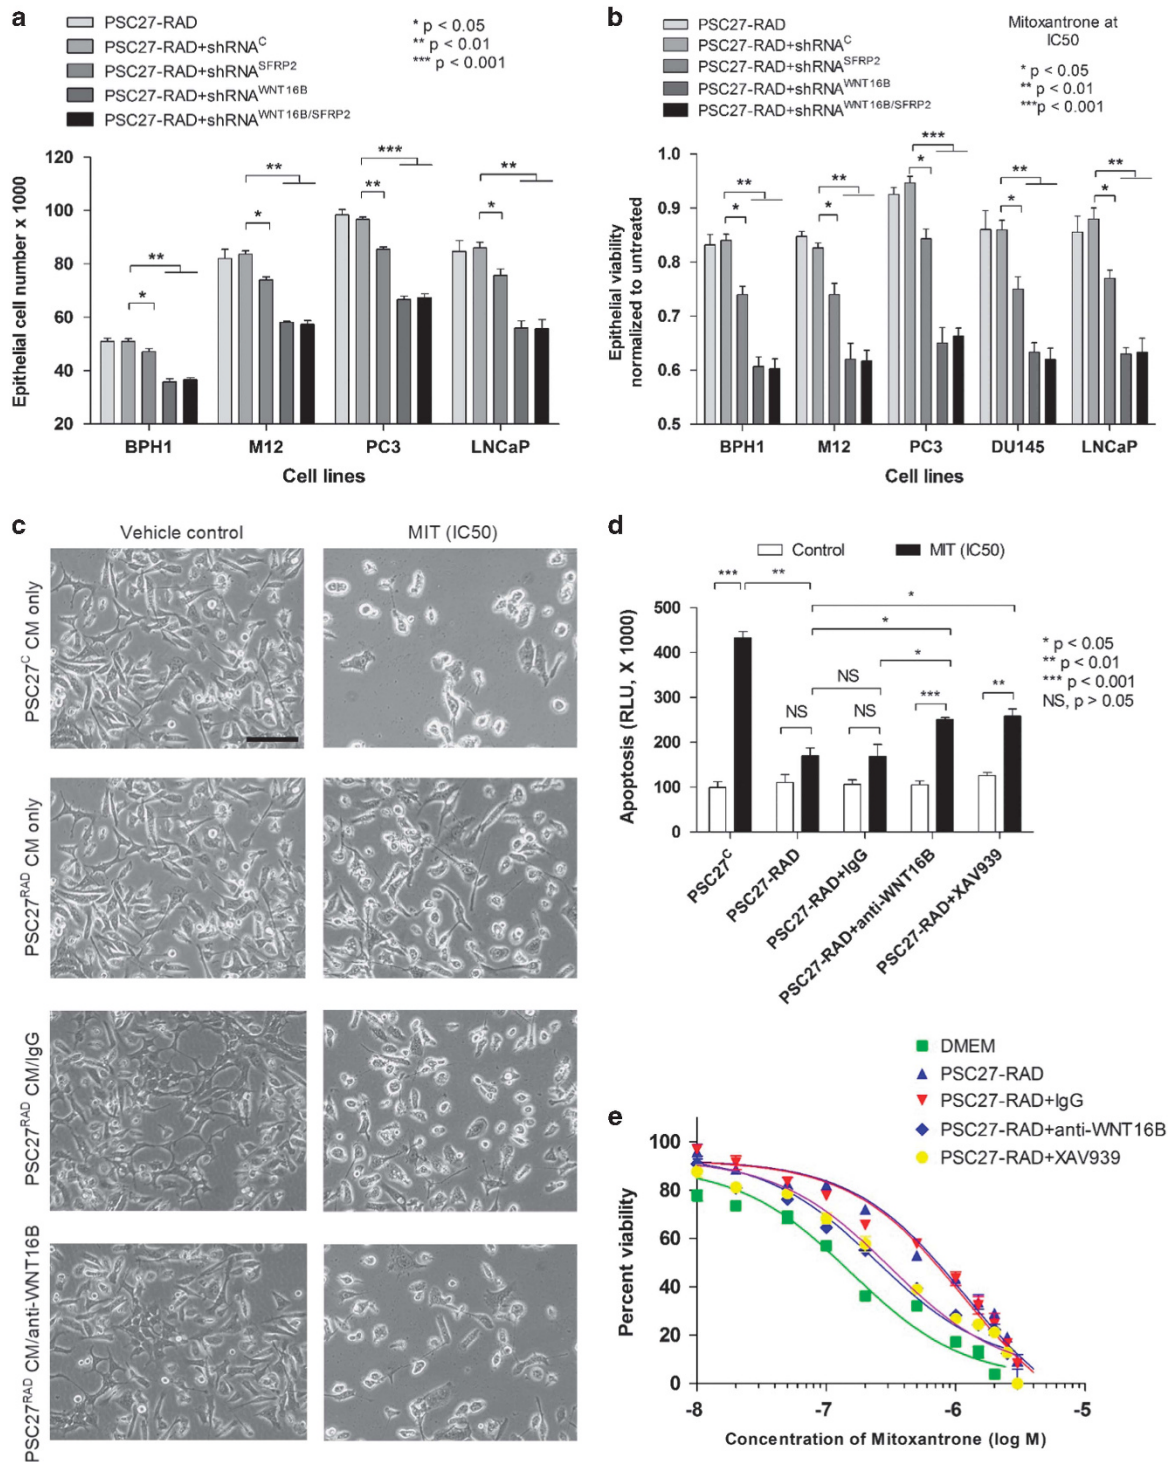 a
PSC27-RAD
PSC27-RAD+shRNA^C
PSC27-RAD+shRNA^SFRP2
PSC27-RAD+shRNA^WNT16B
PSC27-RAD+shRNA^WNT16B/SFRP2
* p < 0.05
** p < 0.01
*** p < 0.001
Epithelial cell number x 1000
120
100
80
60
40
20
** * ** * *** ** ** *
BPH1 M12 PC3 LNCaP
Cell lines
b
PSC27-RAD
PSC27-RAD+shRNA^C
PSC27-RAD+shRNA^SFRP2
PSC27-RAD+shRNA^WNT16B
PSC27-RAD+shRNA^WNT16B/SFRP2
Mitoxantrone at
IC50
* p < 0.05
** p < 0.01
***p < 0.001
Epithelial viability
normalized to untreated
1.0
0.9
0.8
0.7
0.6
0.5
** * ** * *** * ** * ** *
BPH1 M12 PC3 DU145 LNCaP
Cell lines
c
Vehicle control MIT (IC50)
PSC27^C CM only
PSC27^RAD CM only
PSC27^RAD CM/IgG
PSC27^RAD CM/anti-WNT16B
d
Control MIT (IC50)
*** ** * * * NS NS NS *** **
* p < 0.05
** p < 0.01
*** p < 0.001
NS, p > 0.05
Apoptosis (RLU, X 1000)
500
400
300
200
100
0
PSC27^C
PSC27-RAD
PSC27-RAD+IgG
PSC27-RAD+anti-WNT16B
PSC27-RAD+XAV939
e
DMEM
PSC27-RAD
PSC27-RAD+IgG
PSC27-RAD+anti-WNT16B
PSC27-RAD+XAV939
Percent viability
100
80
60
40
20
0
-8 -7 -6 -5
Concentration of Mitoxantrone (log M)